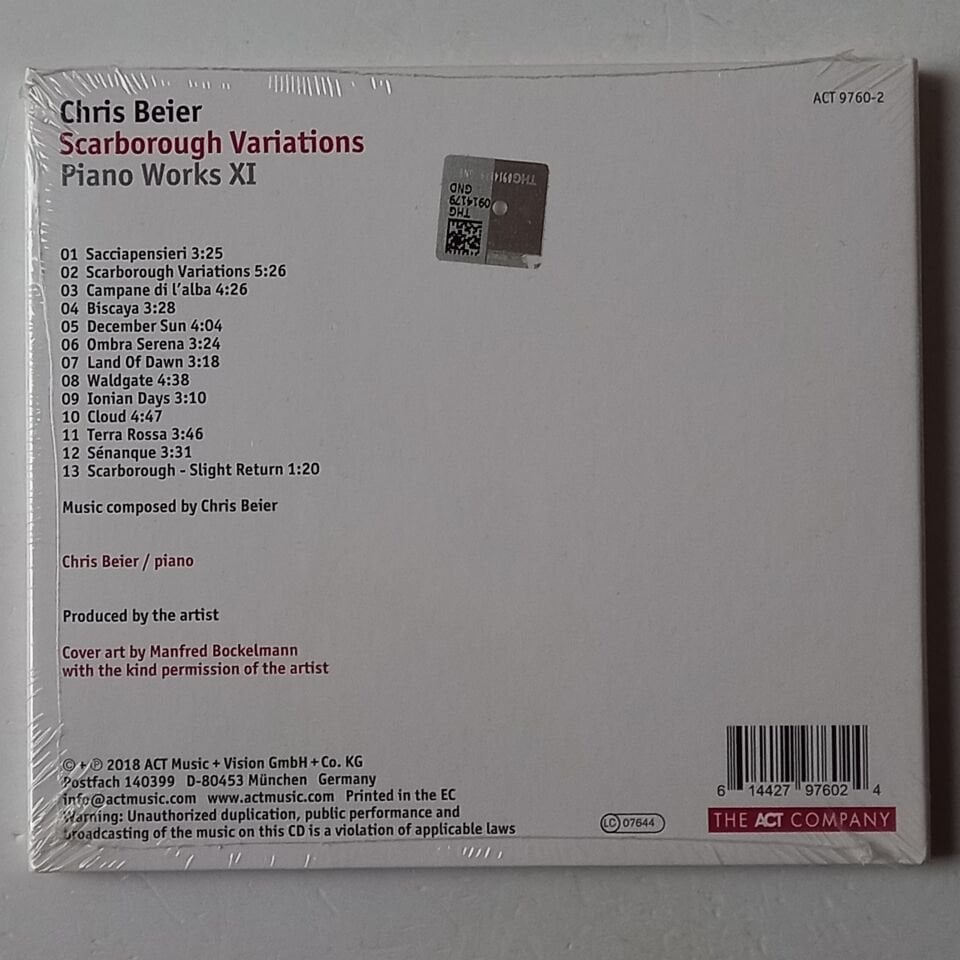 Chris Beier
Scarborough Variations
Piano Works XI
ACT 9760-2
THG
0914179
GND
01 Sacciapensieri 3:25
02 Scarborough Variations 5:26
03 Campane di l'alba 4:26
04 Biscaya 3:28
05 December Sun 4:04
06 Ombra Serena 3:24
07 Land Of Dawn 3:18
08 Waldgate 4:38
09 Ionian Days 3:10
10 Cloud 4:47
11 Terra Rossa 3:46
12 Sénanque 3:31
13 Scarborough - Slight Return 1:20
Music composed by Chris Beier
Chris Beier / piano
Produced by the artist
Cover art by Manfred Bockelmann
with the kind permission of the artist
© + ℗ 2018 ACT Music + Vision GmbH + Co. KG
Postfach 140399 D-80453 München Germany
info@actmusic.com www.actmusic.com Printed in the EC
Warning: Unauthorized duplication, public performance and
broadcasting of the music on this CD is a violation of applicable laws
LC 07644
6 14427 97602 4
THE ACT COMPANY